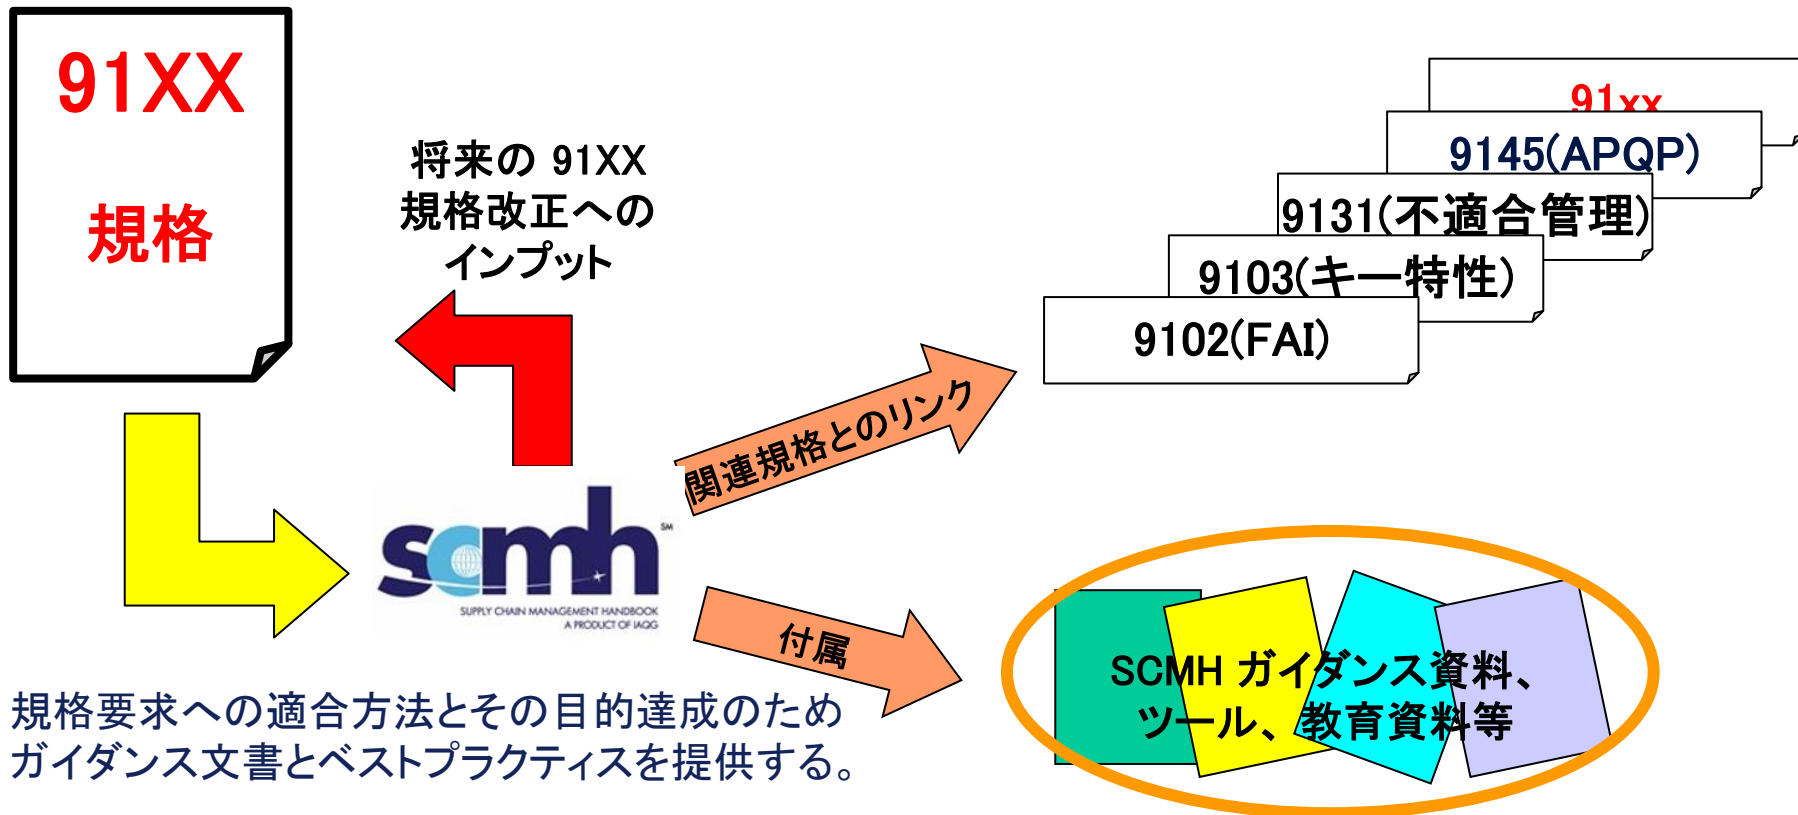 91XX
規格
将来の 91XX
規格改正への
インプット
91xx
9145(APQP)
9131(不適合管理)
9103(キー特性)
9102(FAI)
関連規格とのリンク
scmh SM
SUPPLY CHAIN MANAGEMENT HANDBOOK
A PRODUCT OF IAQG
付属
SCMH ガイダンス資料、
ツール、教育資料等
規格要求への適合方法とその目的達成のため
ガイダンス文書とベストプラクティスを提供する。